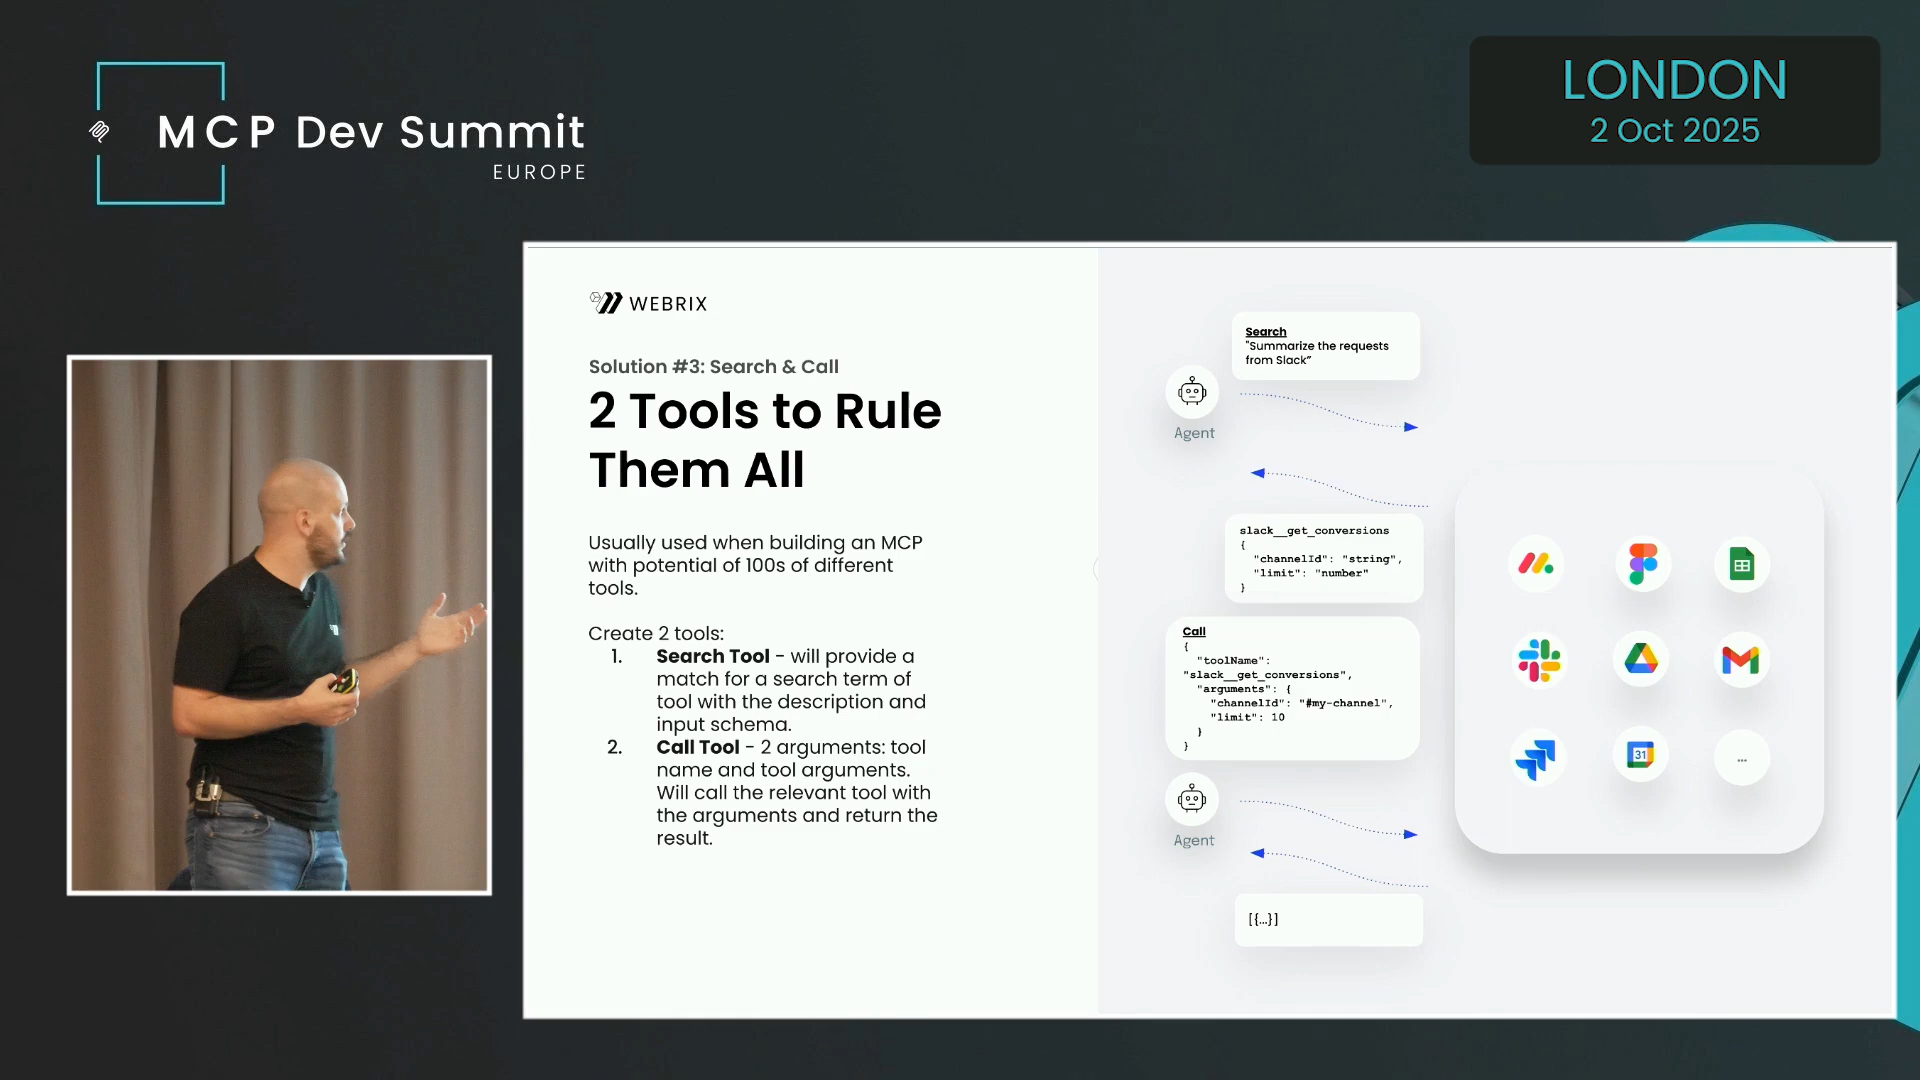 MCP Dev Summit
EUROPE
LONDON
2 Oct 2025
WEBRIX
Solution #3: Search & Call
2 Tools to Rule
Them All
Usually used when building an MCP
with potential of 100s of different
tools.
Create 2 tools:
1. Search Tool - will provide a
match for a search term of
tool with the description and
input schema.
2. Call Tool - 2 arguments: tool
name and tool arguments.
Will call the relevant tool with
the arguments and return the
result.
Search
"Summarize the requests
from Slack”
Agent
slack__get_conversions
{
"channelId": "string",
"limit": "number"
}
Call
{
"toolName":
"slack__get_conversions",
"arguments": {
"channelId": "#my-channel",
"limit": 10
}
}
Agent
[{...}]
31
...